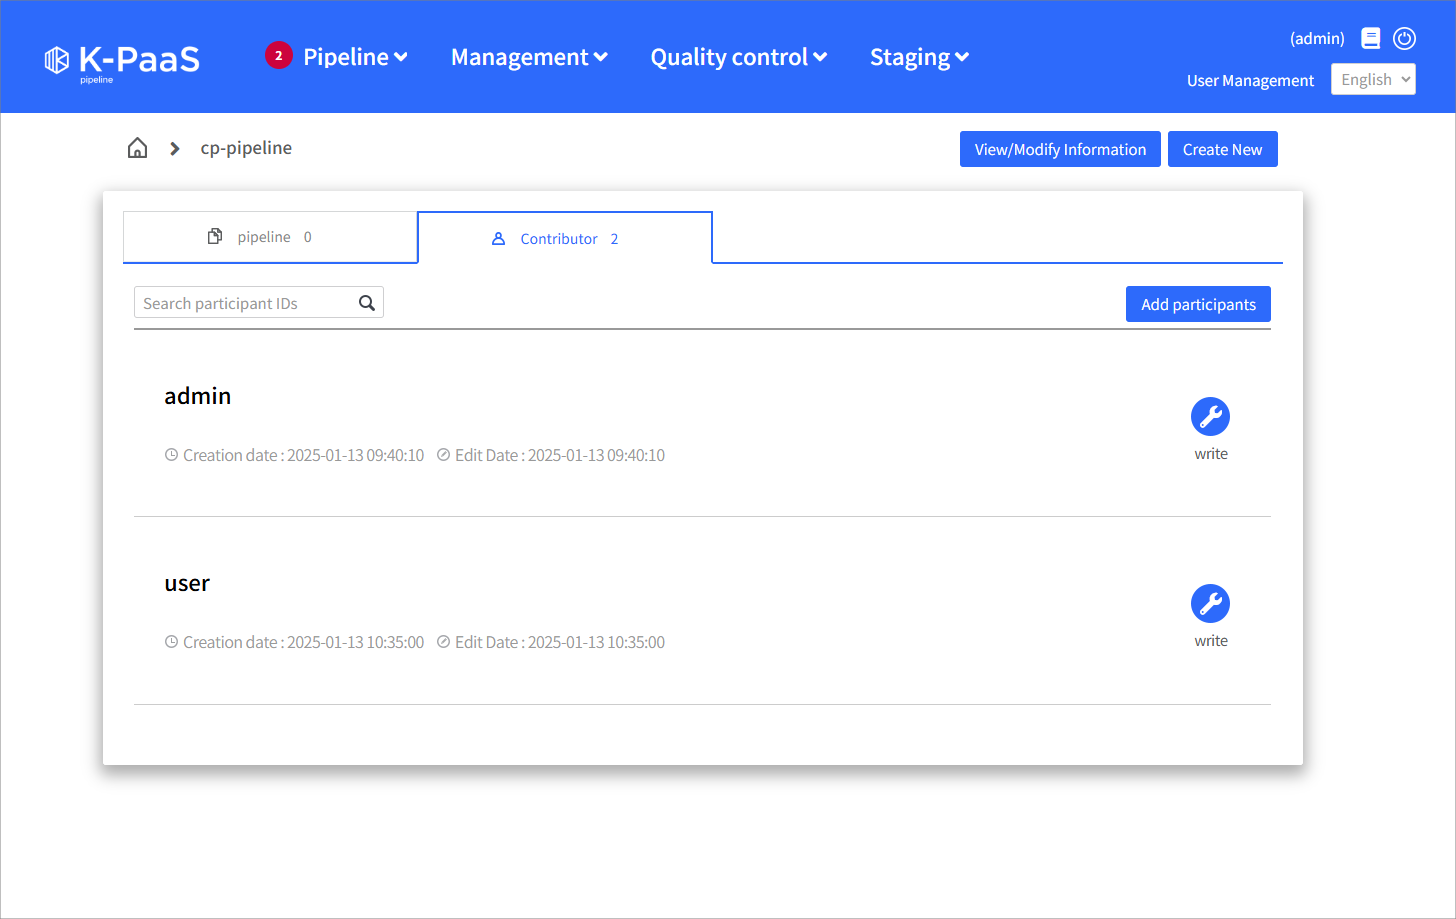 K-PaaS
pipeline
2 Pipeline Management Quality control Staging
(admin)
User Management English
cp-pipeline
View/Modify Information Create New
pipeline 0
Contributor 2
Search participant IDs
Add participants
admin
Creation date : 2025-01-13 09:40:10 Edit Date : 2025-01-13 09:40:10
write
user
Creation date : 2025-01-13 10:35:00 Edit Date : 2025-01-13 10:35:00
write